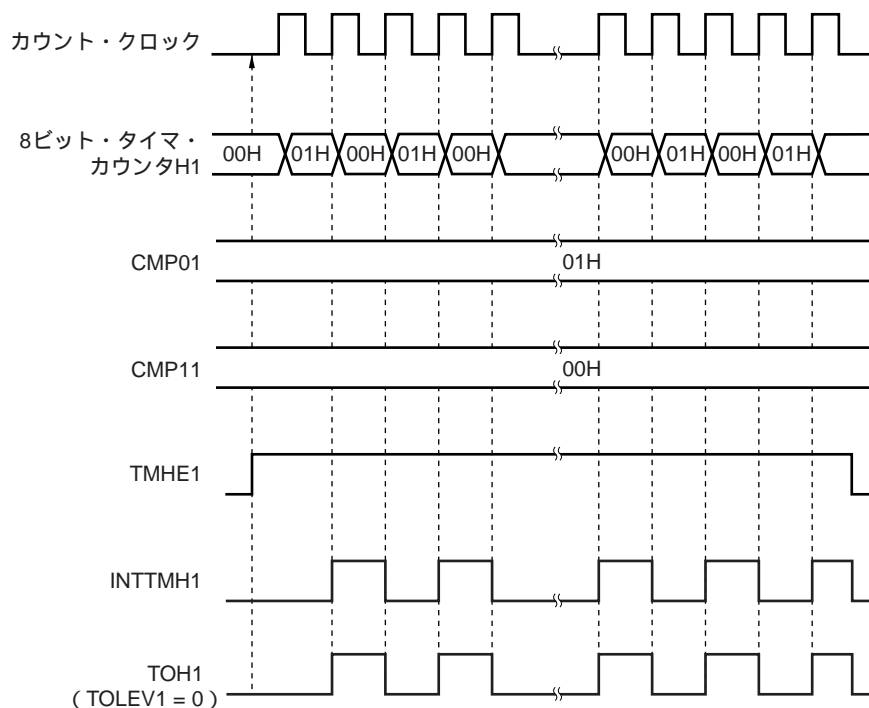 カウント・クロック
8ビット・タイマ・
カウンタH1
00H 01H 00H 01H 00H 00H 01H 00H 01H
CMP01
01H
CMP11
00H
TMHE1
INTTMH1
TOH1
( TOLEV1 = 0 )